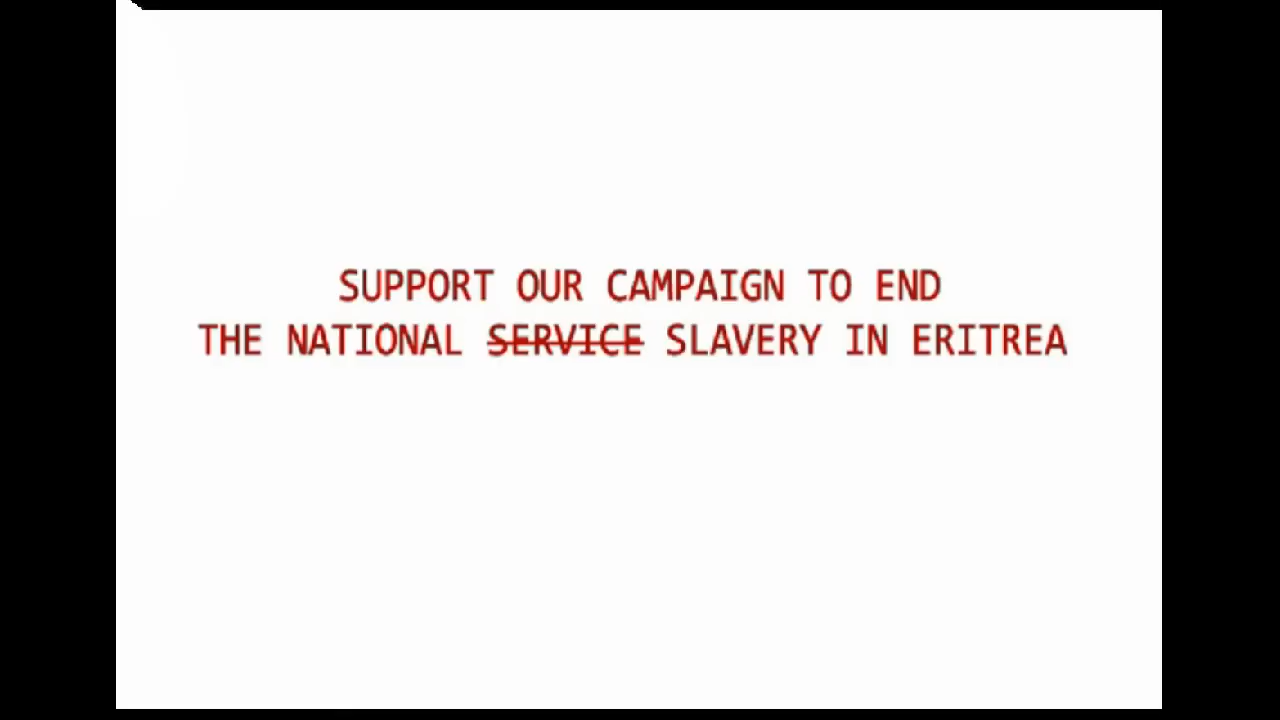 SUPPORT OUR CAMPAIGN TO END
THE NATIONAL SERVICE SLAVERY IN ERITREA